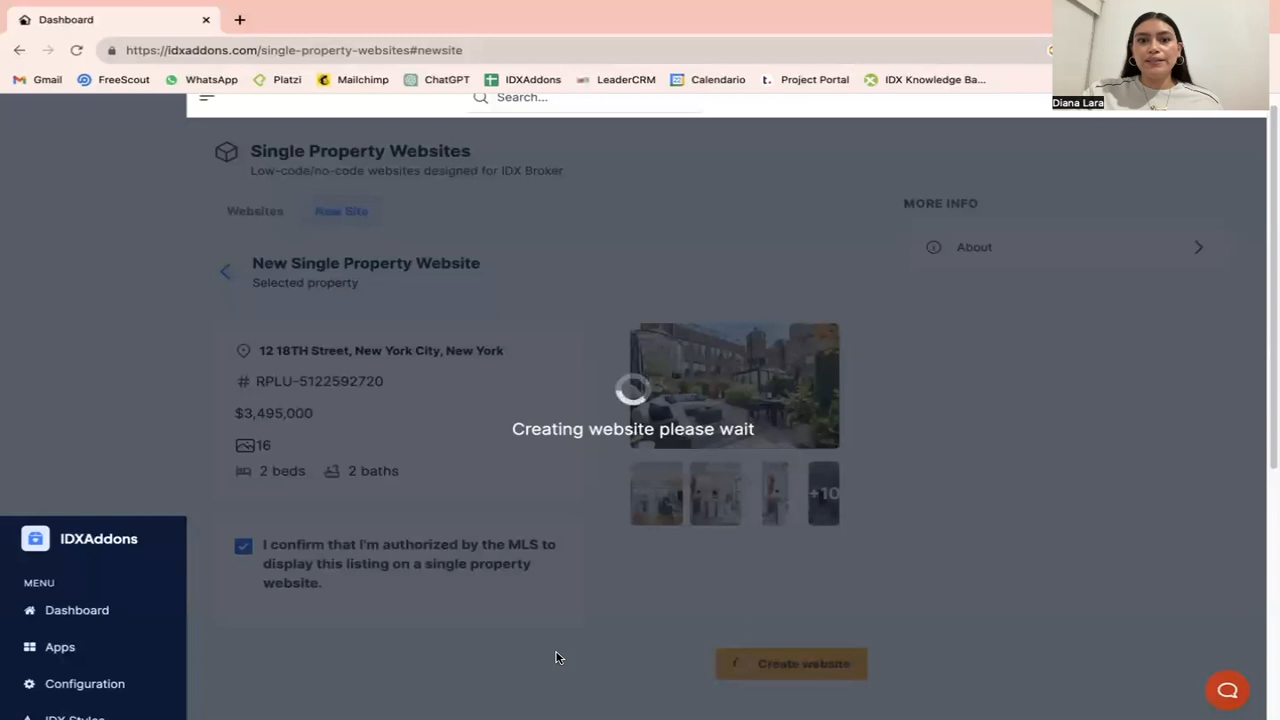 Dashboard
https://idxaddons.com/single-property-websites#newsite
Gmail
FreeScout
WhatsApp
Platzi
Mailchimp
ChatGPT
IDXAddons
LeaderCRM
Calendario
Project Portal
IDX Knowledge Ba...
Diana Lara
Search...
Single Property Websites
Low-code/no-code websites designed for IDX Broker
Websites
New Site
MORE INFO
About
New Single Property Website
Selected property
12 18TH Street, New York City, New York
# RPLU-5122592720
$3,495,000
16
2 beds
2 baths
+10
Creating website please wait
I confirm that I'm authorized by the MLS to
display this listing on a single property
website.
Create website
IDXAddons
MENU
Dashboard
Apps
Configuration
IDX Styles